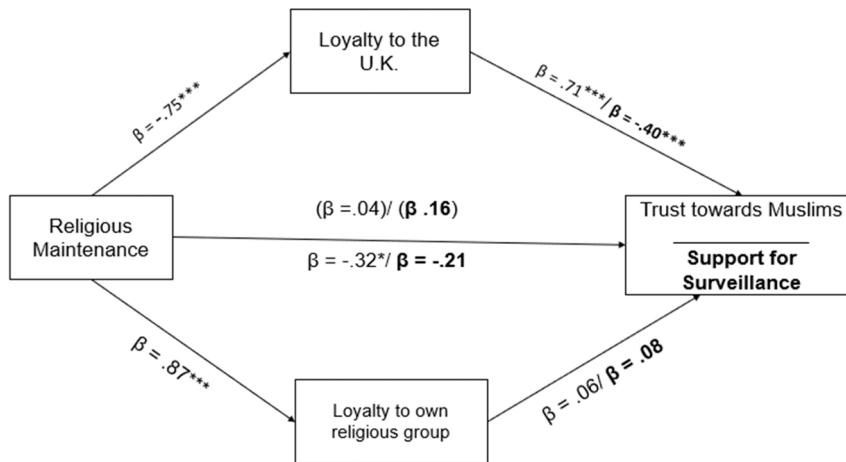 Loyalty to the
U.K.
β = -.75***
β = .71***/ β = -.40***
Religious
Maintenance
(β =.04)/ (β .16)
β = -.32*/ β = -.21
Trust towards Muslims
Support for
Surveillance
β = .87***
Loyalty to own
religious group
β = .06/ β = .08